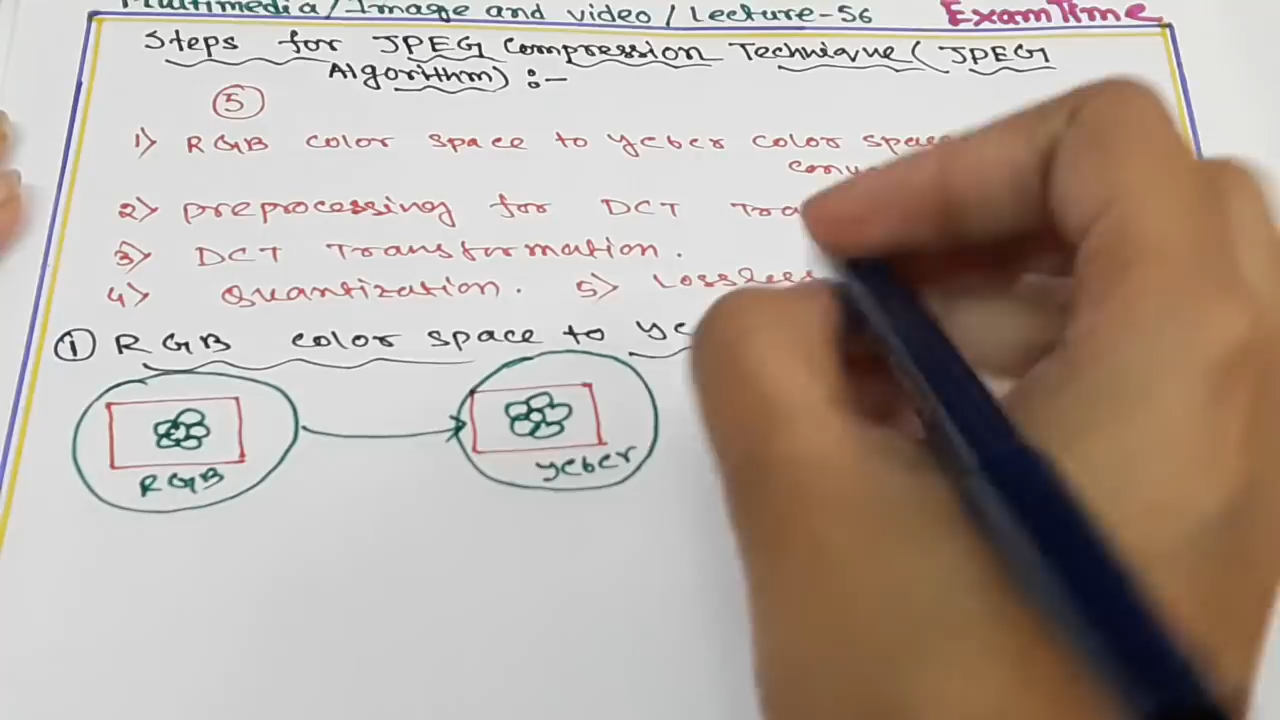 Multimedia/Image and video/Lecture-56 ExamTime
Steps for JPEG Compression Technique (JPEG
Algorithm) :-
5
1) RGB color space to ycbcr color space
2) preprocessing for DCT
3) DCT Transformation.
4) Quantization. 5) Lossless
① RGB color space to
RGB
ycbcr